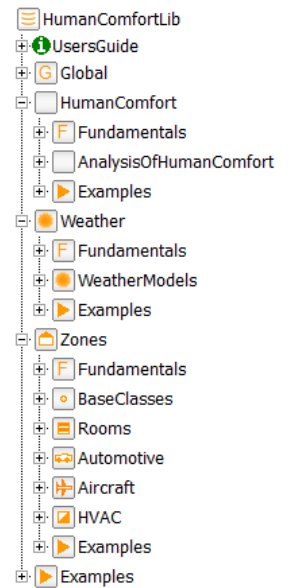 HumanComfortLib
UsersGuide
G Global
HumanComfort
F Fundamentals
AnalysisOfHumanComfort
Examples
Weather
F Fundamentals
WeatherModels
Examples
Zones
F Fundamentals
BaseClasses
Rooms
Automotive
Aircraft
HVAC
Examples
Examples